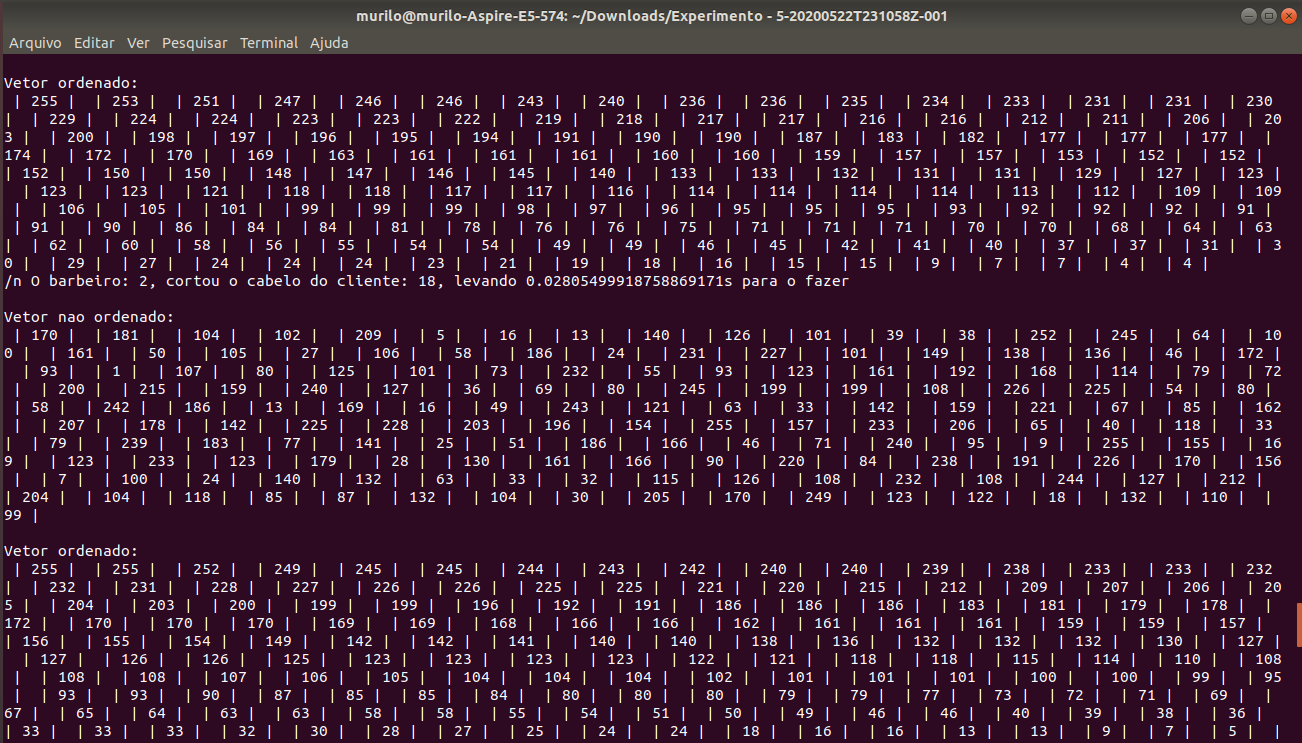 murilo@murilo-Aspire-E5-574: ~/Downloads/Experimento - 5-20200522T231058Z-001
Arquivo Editar Ver Pesquisar Terminal Ajuda
Vetor ordenado:
| 255 | | 253 | | 251 | | 247 | | 246 | | 246 | | 243 | | 240 | | 236 | | 236 | | 235 | | 234 | | 233 | | 231 | | 231 | | 230
| | 229 | | 224 | | 224 | | 223 | | 223 | | 222 | | 219 | | 218 | | 217 | | 217 | | 216 | | 216 | | 212 | | 211 | | 206 | | 20
3 | | 200 | | 198 | | 197 | | 196 | | 195 | | 194 | | 191 | | 190 | | 190 | | 187 | | 183 | | 182 | | 177 | | 177 | | 177 | |
174 | | 172 | | 170 | | 169 | | 163 | | 161 | | 161 | | 161 | | 160 | | 160 | | 159 | | 157 | | 157 | | 153 | | 152 | | 152 |
| 152 | | 150 | | 150 | | 148 | | 147 | | 146 | | 145 | | 140 | | 133 | | 133 | | 132 | | 131 | | 131 | | 129 | | 127 | | 123 |
| 123 | | 123 | | 121 | | 118 | | 118 | | 117 | | 117 | | 116 | | 114 | | 114 | | 114 | | 114 | | 113 | | 112 | | 109 | | 109
| | 106 | | 105 | | 101 | | 99 | | 99 | | 99 | | 98 | | 97 | | 96 | | 95 | | 95 | | 95 | | 93 | | 92 | | 92 | | 92 | | 91 |
| 91 | | 90 | | 86 | | 84 | | 84 | | 81 | | 78 | | 76 | | 76 | | 75 | | 71 | | 71 | | 71 | | 70 | | 70 | | 68 | | 64 | | 63
| | 62 | | 60 | | 58 | | 56 | | 55 | | 54 | | 54 | | 49 | | 49 | | 46 | | 45 | | 42 | | 41 | | 40 | | 37 | | 37 | | 31 | | 3
0 | | 29 | | 27 | | 24 | | 24 | | 24 | | 23 | | 21 | | 19 | | 18 | | 16 | | 15 | | 15 | | 9 | | 7 | | 7 | | 4 | | 4 |
/n O barbeiro: 2, cortou o cabelo do cliente: 18, levando 0.02805499918758869171s para o fazer
Vetor nao ordenado:
| 170 | | 181 | | 104 | | 102 | | 209 | | 5 | | 16 | | 13 | | 140 | | 126 | | 101 | | 39 | | 38 | | 252 | | 245 | | 64 | | 10
0 | | 161 | | 50 | | 105 | | 27 | | 106 | | 58 | | 186 | | 24 | | 231 | | 227 | | 101 | | 149 | | 138 | | 136 | | 46 | | 172 |
| 93 | | 1 | | 107 | | 80 | | 125 | | 101 | | 73 | | 232 | | 55 | | 93 | | 123 | | 161 | | 192 | | 168 | | 114 | | 79 | | 72
| | 200 | | 215 | | 159 | | 240 | | 127 | | 36 | | 69 | | 80 | | 245 | | 199 | | 199 | | 108 | | 226 | | 225 | | 54 | | 80 |
| 58 | | 242 | | 186 | | 13 | | 169 | | 16 | | 49 | | 243 | | 121 | | 63 | | 33 | | 142 | | 159 | | 221 | | 67 | | 85 | | 162
| | 207 | | 178 | | 142 | | 225 | | 228 | | 203 | | 196 | | 154 | | 255 | | 157 | | 233 | | 206 | | 65 | | 40 | | 118 | | 33
| | 79 | | 239 | | 183 | | 77 | | 141 | | 25 | | 51 | | 186 | | 166 | | 46 | | 71 | | 240 | | 95 | | 9 | | 255 | | 155 | | 16
9 | | 123 | | 233 | | 123 | | 179 | | 28 | | 130 | | 161 | | 166 | | 90 | | 220 | | 84 | | 238 | | 191 | | 226 | | 170 | | 156
| | 7 | | 100 | | 24 | | 140 | | 132 | | 63 | | 33 | | 32 | | 115 | | 126 | | 108 | | 232 | | 108 | | 244 | | 127 | | 212 |
| 204 | | 104 | | 118 | | 85 | | 87 | | 132 | | 104 | | 30 | | 205 | | 170 | | 249 | | 123 | | 122 | | 18 | | 132 | | 110 | |
99 |
Vetor ordenado:
| 255 | | 255 | | 252 | | 249 | | 245 | | 245 | | 244 | | 243 | | 242 | | 240 | | 240 | | 239 | | 238 | | 233 | | 233 | | 232
| | 232 | | 231 | | 228 | | 227 | | 226 | | 226 | | 225 | | 225 | | 221 | | 220 | | 215 | | 212 | | 209 | | 207 | | 206 | | 20
5 | | 204 | | 203 | | 200 | | 199 | | 199 | | 196 | | 192 | | 191 | | 186 | | 186 | | 186 | | 183 | | 181 | | 179 | | 178 | |
172 | | 170 | | 170 | | 170 | | 169 | | 169 | | 168 | | 166 | | 166 | | 162 | | 161 | | 161 | | 161 | | 159 | | 159 | | 157 |
| 156 | | 155 | | 154 | | 149 | | 142 | | 142 | | 141 | | 140 | | 140 | | 138 | | 136 | | 132 | | 132 | | 132 | | 130 | | 127 |
| 127 | | 126 | | 126 | | 125 | | 123 | | 123 | | 123 | | 123 | | 122 | | 121 | | 118 | | 118 | | 115 | | 114 | | 110 | | 108
| | 108 | | 108 | | 107 | | 106 | | 105 | | 104 | | 104 | | 104 | | 102 | | 101 | | 101 | | 101 | | 100 | | 100 | | 99 | | 95
| | 93 | | 93 | | 90 | | 87 | | 85 | | 85 | | 84 | | 80 | | 80 | | 80 | | 79 | | 79 | | 77 | | 73 | | 72 | | 71 | | 69 | |
67 | | 65 | | 64 | | 63 | | 63 | | 58 | | 58 | | 55 | | 54 | | 51 | | 50 | | 49 | | 46 | | 46 | | 40 | | 39 | | 38 | | 36 |
| 33 | | 33 | | 33 | | 32 | | 30 | | 28 | | 27 | | 25 | | 24 | | 24 | | 18 | | 16 | | 16 | | 13 | | 13 | | 9 | | 7 | | 5 | |